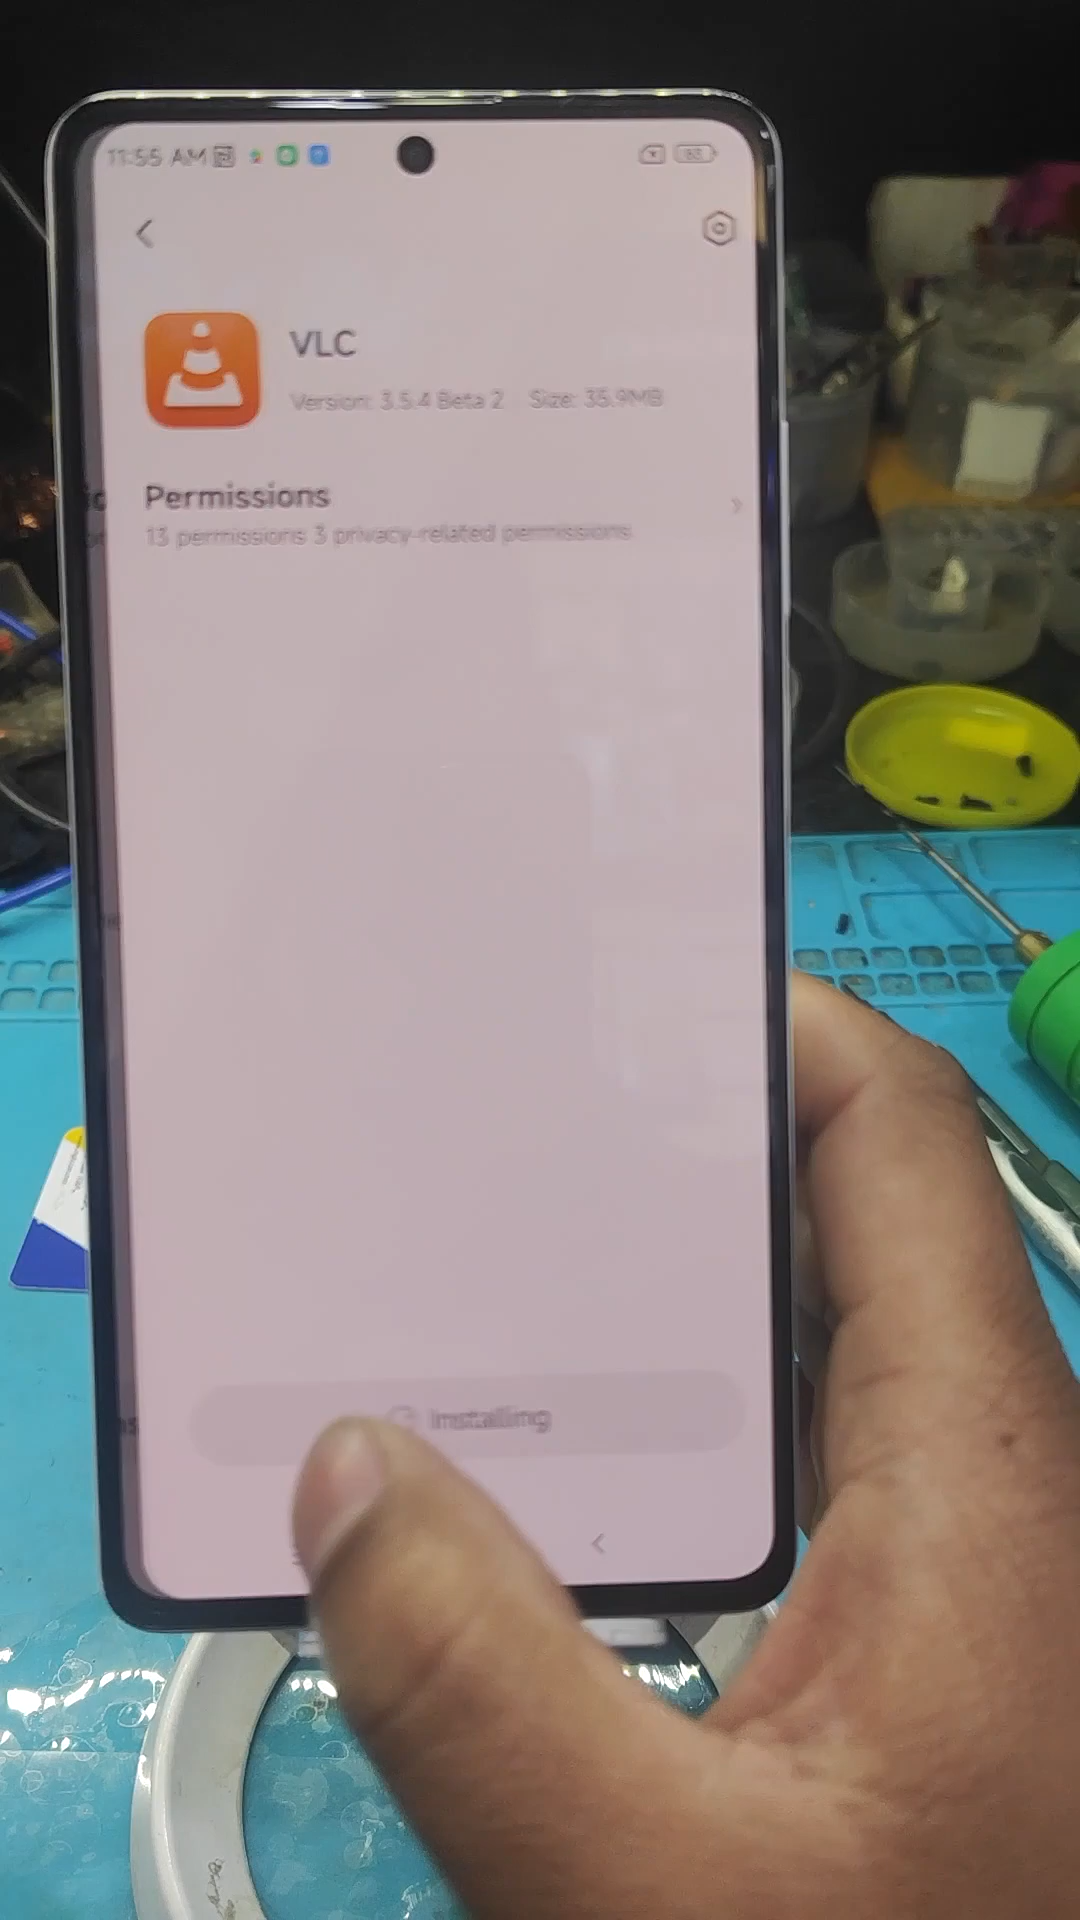 11:55 AM
83
VLC
Version: 3.5.4 Beta 2 Size: 35.9MB
Permissions
13 permissions 3 privacy-related permissions
Installing